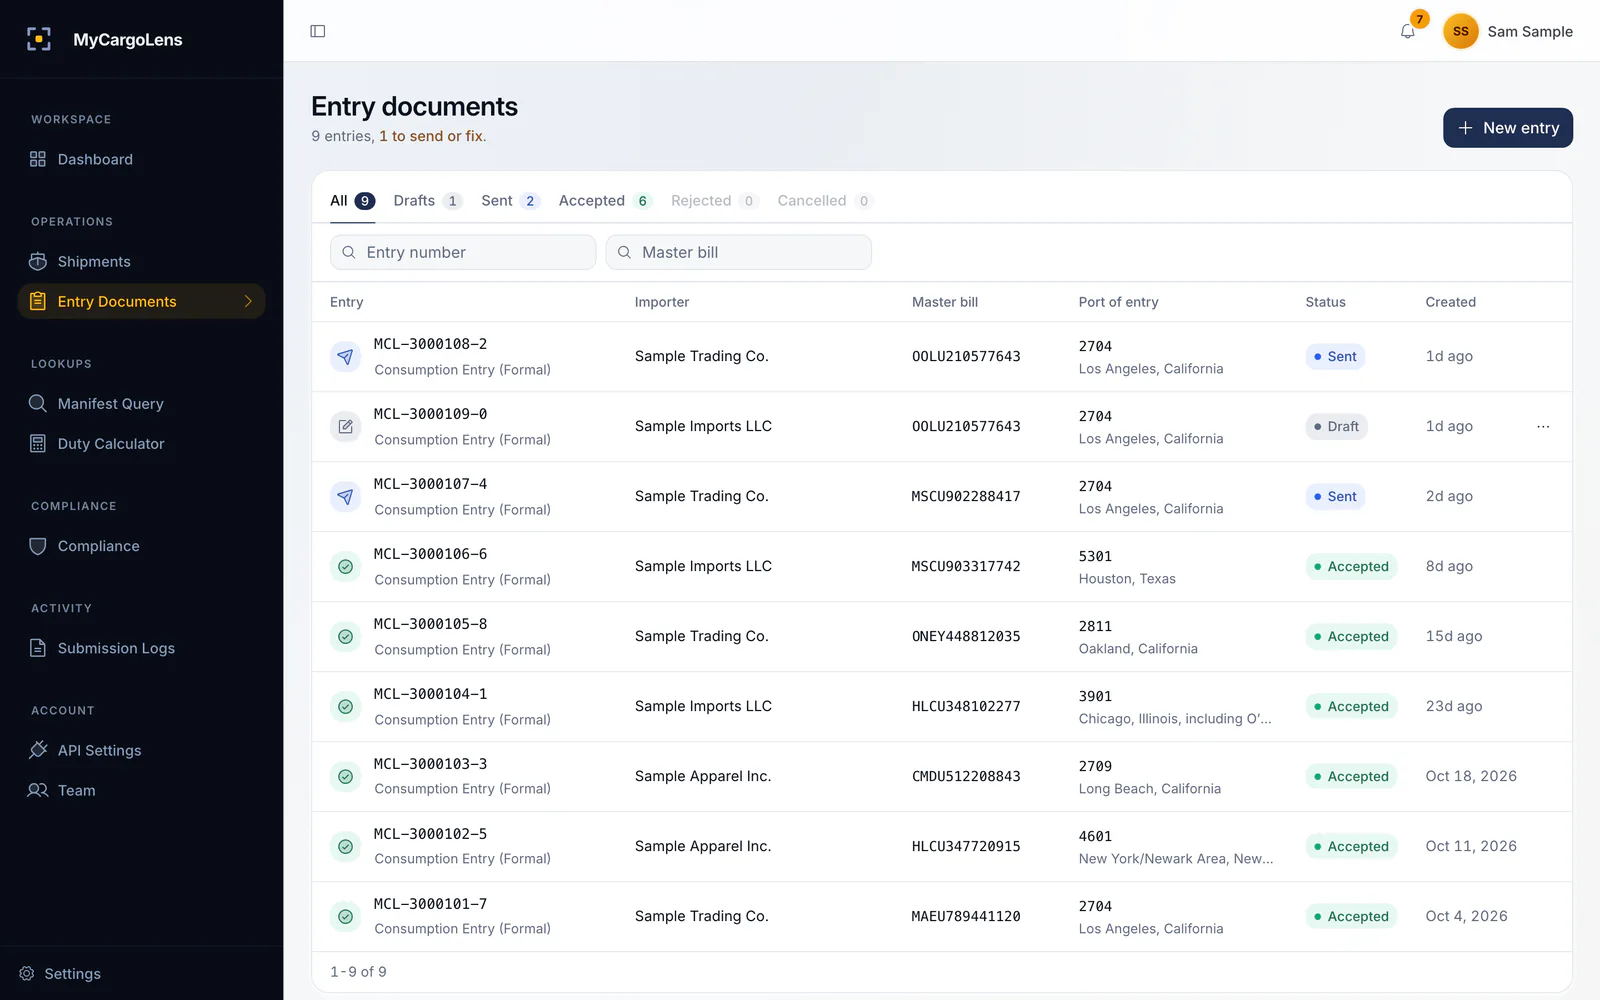 MyCargoLens
WORKSPACE
Dashboard
OPERATIONS
Shipments
Entry Documents
LOOKUPS
Manifest Query
Duty Calculator
COMPLIANCE
Compliance
ACTIVITY
Submission Logs
ACCOUNT
API Settings
Team
Settings
7
SS
Sam Sample
Entry documents
9 entries, 1 to send or fix.
+ New entry
All 9 Drafts 1 Sent 2 Accepted 6 Rejected 0 Cancelled 0
Entry number Master bill
Entry Importer Master bill Port of entry Status Created
MCL-3000108-2
Consumption Entry (Formal)
Sample Trading Co.
OOLU210577643
2704
Los Angeles, California
Sent
1d ago
MCL-3000109-0
Consumption Entry (Formal)
Sample Imports LLC
OOLU210577643
2704
Los Angeles, California
Draft
1d ago
...
MCL-3000107-4
Consumption Entry (Formal)
Sample Trading Co.
MSCU902288417
2704
Los Angeles, California
Sent
2d ago
MCL-3000106-6
Consumption Entry (Formal)
Sample Imports LLC
MSCU903317742
5301
Houston, Texas
Accepted
8d ago
MCL-3000105-8
Consumption Entry (Formal)
Sample Trading Co.
ONEY448812035
2811
Oakland, California
Accepted
15d ago
MCL-3000104-1
Consumption Entry (Formal)
Sample Imports LLC
HLCU348102277
3901
Chicago, Illinois, including O'...
Accepted
23d ago
MCL-3000103-3
Consumption Entry (Formal)
Sample Apparel Inc.
CMDU512208843
2709
Long Beach, California
Accepted
Oct 18, 2026
MCL-3000102-5
Consumption Entry (Formal)
Sample Apparel Inc.
HLCU347720915
4601
New York/Newark Area, New...
Accepted
Oct 11, 2026
MCL-3000101-7
Consumption Entry (Formal)
Sample Trading Co.
MAEU789441120
2704
Los Angeles, California
Accepted
Oct 4, 2026
1-9 of 9